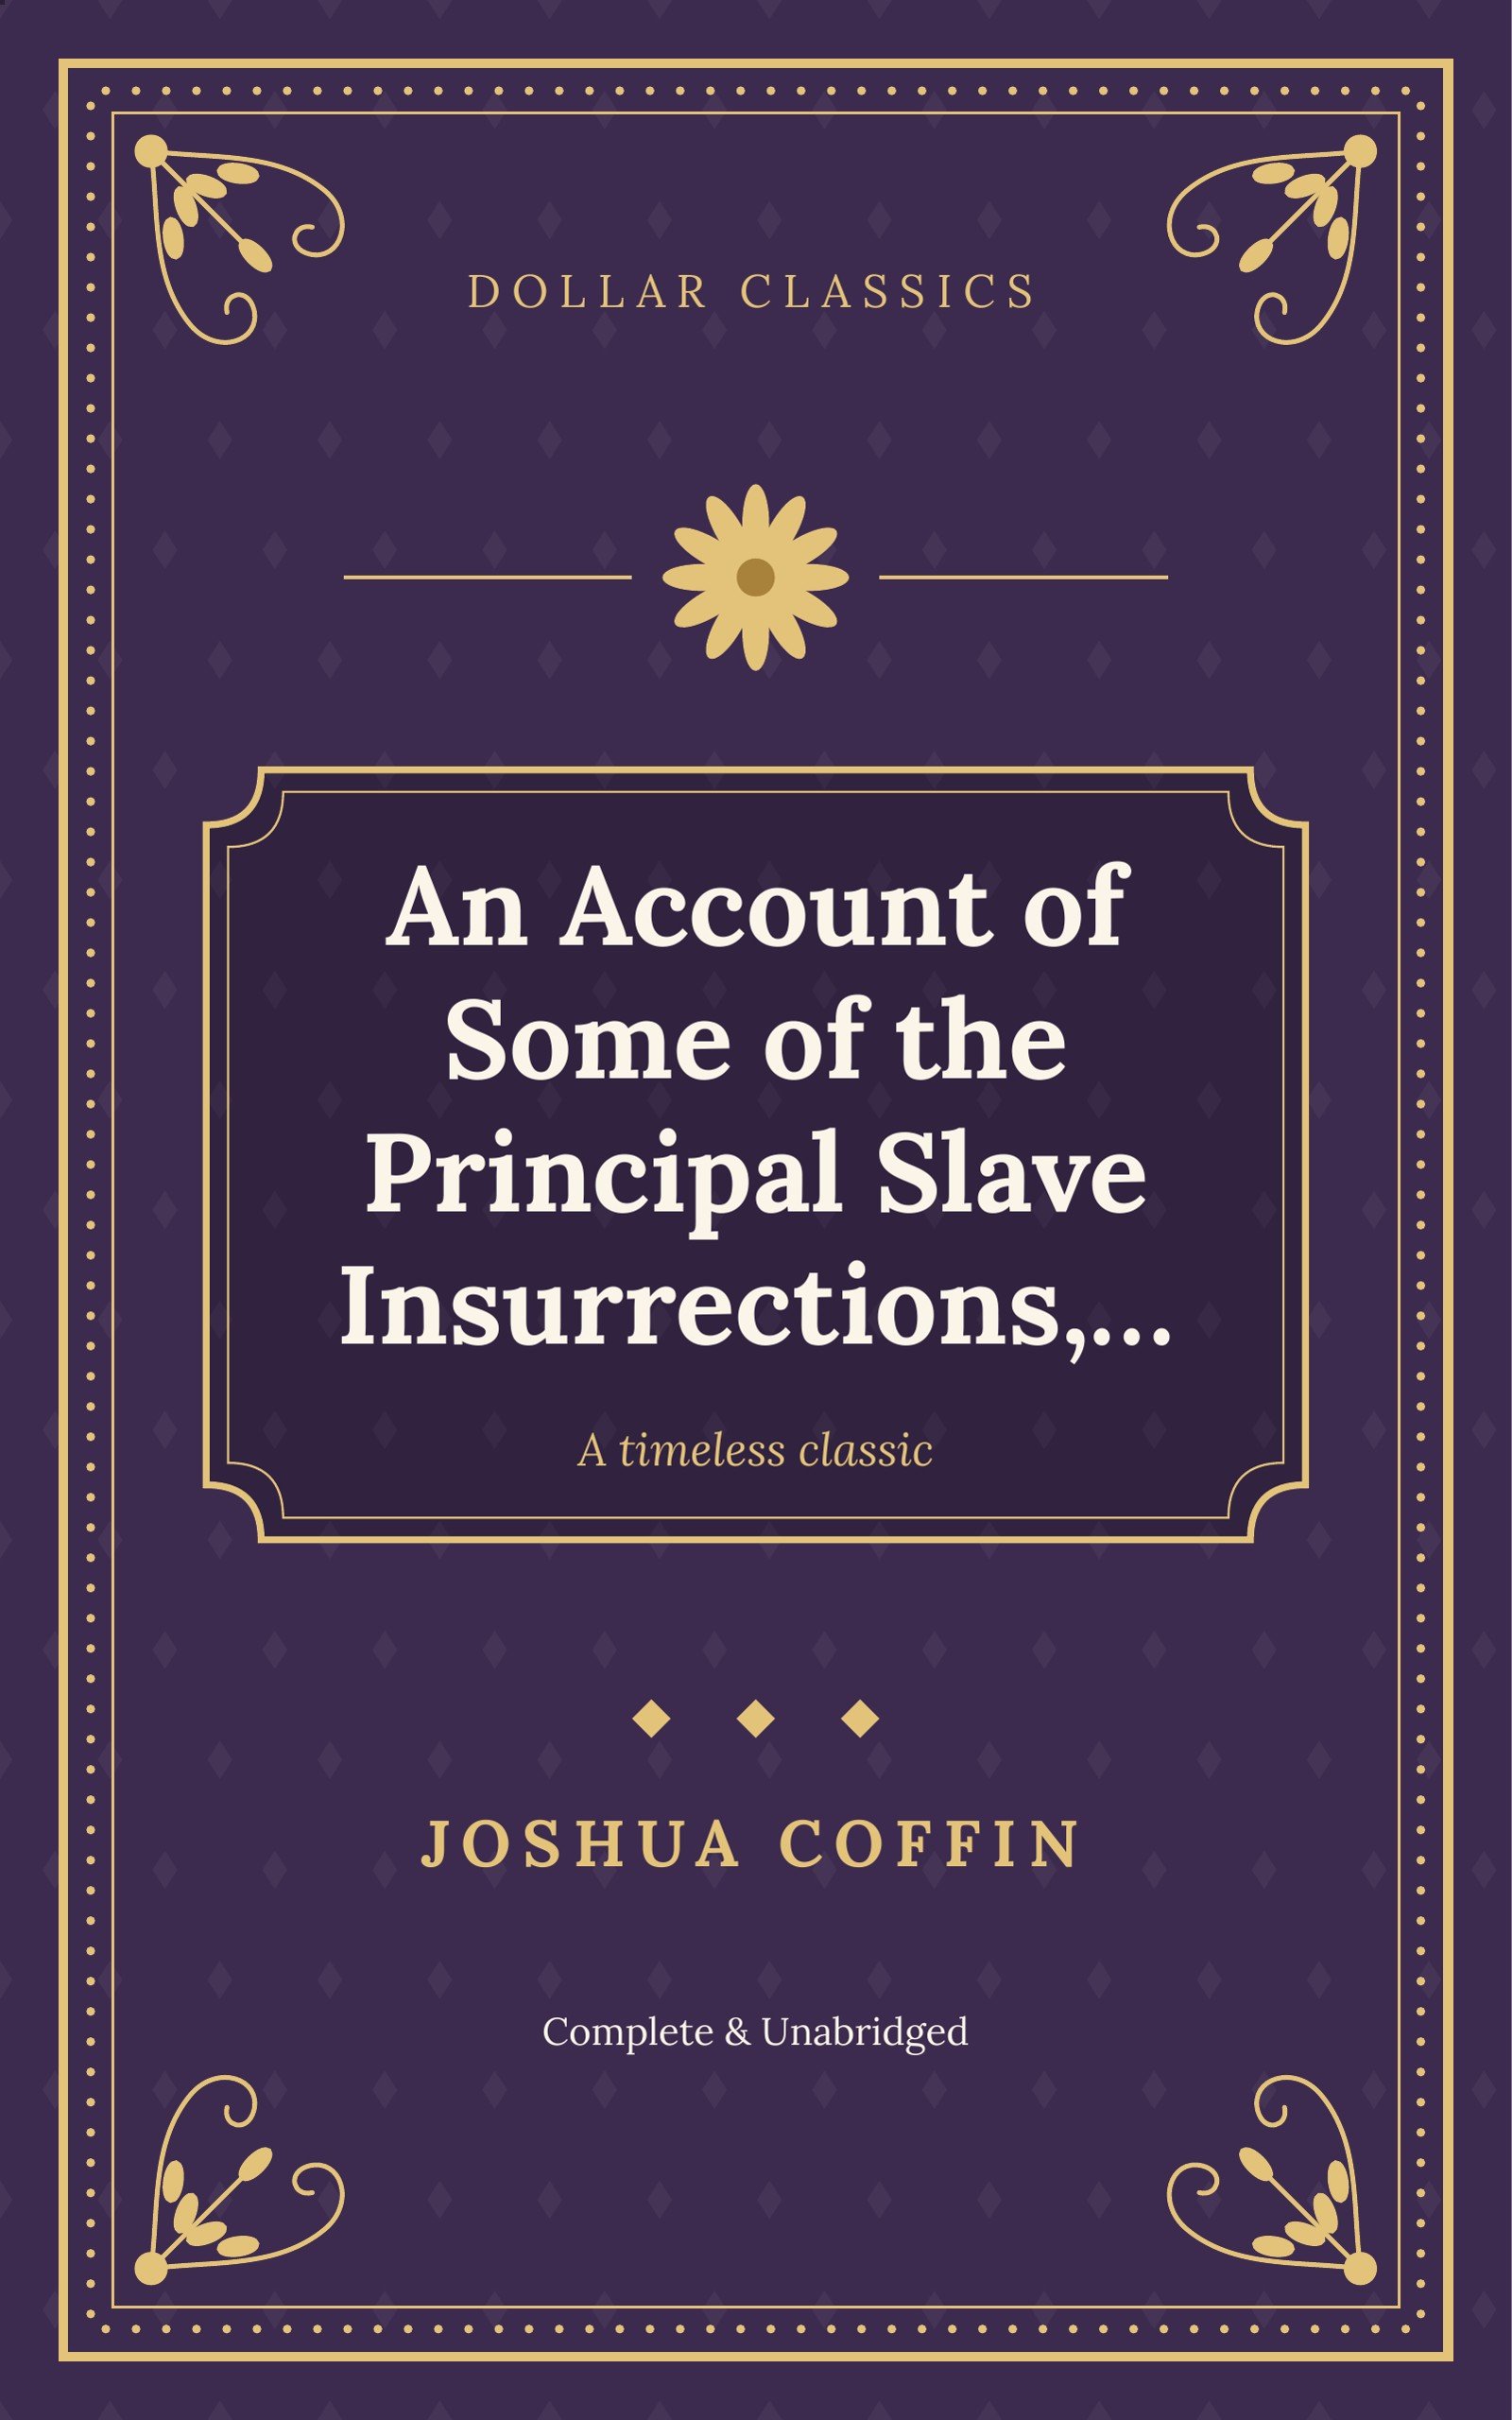 DOLLAR CLASSICS
An Account of
Some of the
Principal Slave
Insurrections,...
A timeless classic
JOSHUA COFFIN
Complete & Unabridged